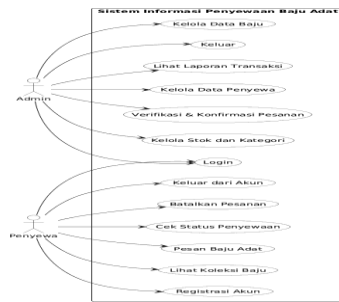 Sistem Informasi Penyewaan Baju Adat
Kelola Data Baju
Keluar
Lihat Laporan Transaksi
Kelola Data Penyewa
Admin
Verifikasi & Konfirmasi Pesanan
Kelola Stok dan Kategori
Login
Keluar dari Akun
Batalkan Pesanan
Cek Status Penyewaan
Penyewa
Pesan Baju Adat
Lihat Koleksi Baju
Registrasi Akun